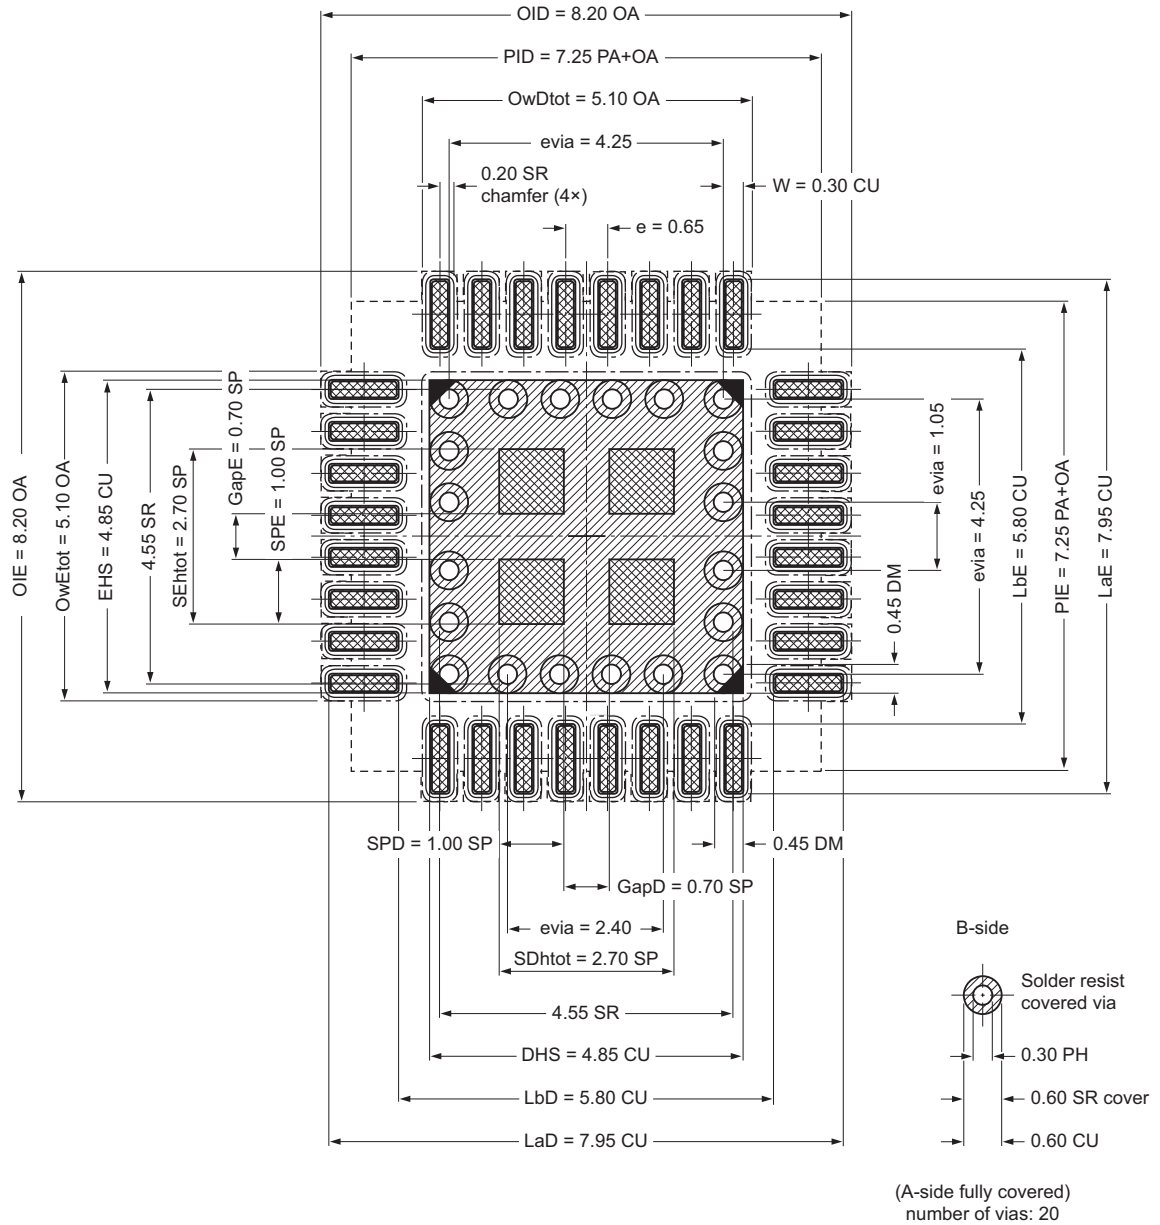 OID = 8.20 OA
PID = 7.25 PA+OA
OwDtot = 5.10 OA
evia = 4.25
0.20 SR
chamfer (4×)
W = 0.30 CU
e = 0.65
OIE = 8.20 OA
OwEtot = 5.10 OA
EHS = 4.85 CU
4.55 SR
SEhtot = 2.70 SP
GapE = 0.70 SP
SPE = 1.00 SP
evia = 1.05
0.45 DM
evia = 4.25
LbE = 5.80 CU
PIE = 7.25 PA+OA
LaE = 7.95 CU
SPD = 1.00 SP
0.45 DM
GapD = 0.70 SP
evia = 2.40
SDhtot = 2.70 SP
4.55 SR
DHS = 4.85 CU
LbD = 5.80 CU
LaD = 7.95 CU
B-side
Solder resist
covered via
0.30 PH
0.60 SR cover
0.60 CU
(A-side fully covered)
number of vias: 20